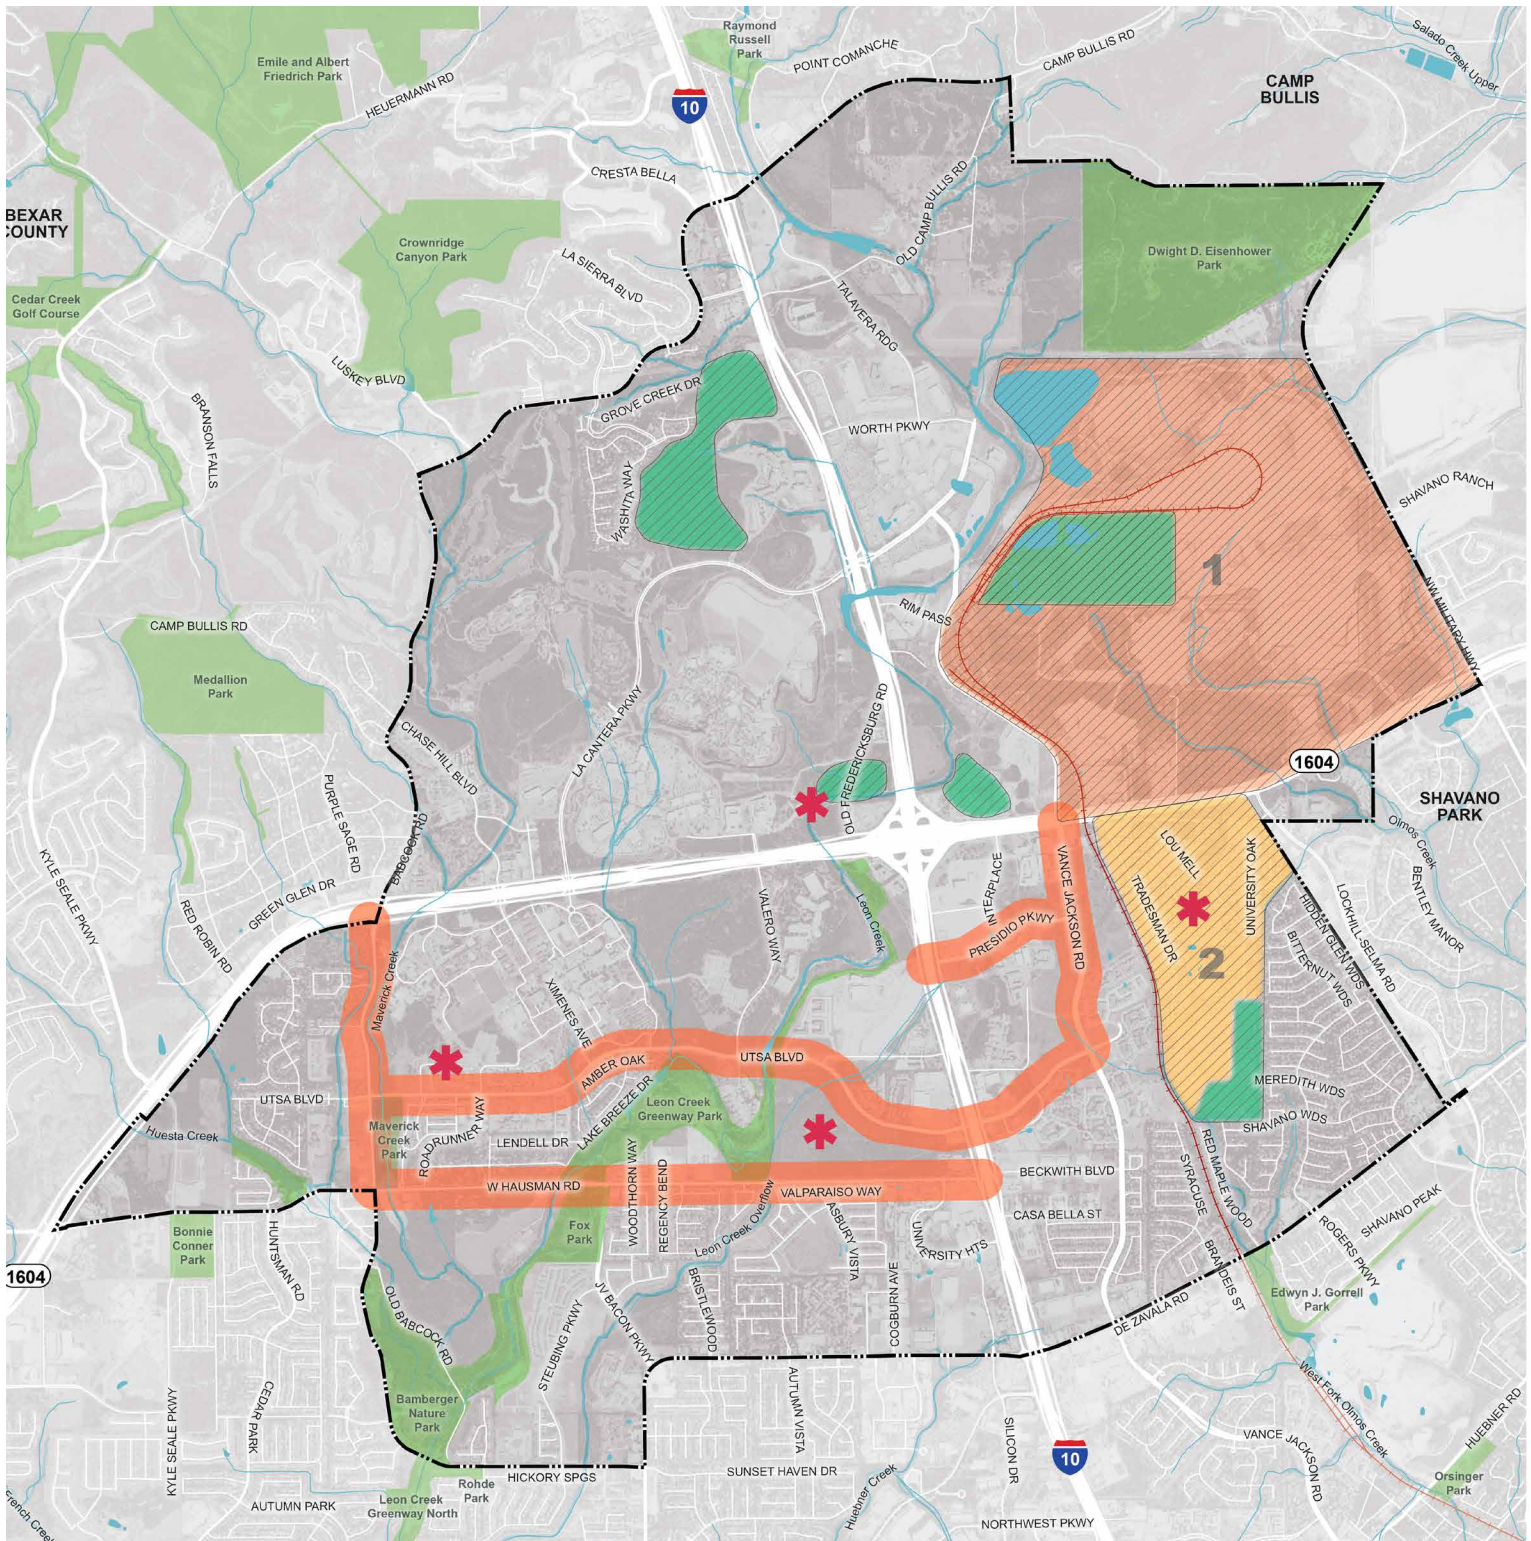 Raymond
Russell
Park
POINT COMANCHE
CAMP BULLIS RD
Salado Creek Upper
Emile and Albert
Friedrich Park
HEUERMANN RD
10
CAMP
BULLIS
CRESTA BELLA
OLD CAMP BULLIS RD
BEXAR
COUNTY
Crownridge
Canyon Park
LA SIERRA BLVD
Dwight D. Eisenhower
Park
Cedar Creek
Golf Course
TALAVERA RDG
LUSKEY BLVD
GROVE CREEK DR
BRANSON FALLS
WORTH PKWY
WASHITA WAY
SHAVANO RANCH
1
RIM PASS
NW MILITARY HWY
CAMP BULLIS RD
Medallion
Park
CHASE HILL BLVD
LA CANTERA PKWY
OLD FREDERICKSBURG RD
1604
PURPLE SAGE RD
BABCOCK RD
SHAVANO
PARK
Olmos Creek
KYLE SEALE PKWY
GREEN GLEN DR
RED ROBIN RD
VALERO WAY
Leon Creek
INTERPLACE
VANCE JACKSON RD
PRESIDIO PKWY
LOU MELL
TRADESMAN DR
UNIVERSITY OAK
2
HIDDEN GLEN WDS
BITTERNUT WDS
LOCKHILL-SELMA RD
BENTLEY MANOR
Maverick Creek
XIMENES AVE
AMBER OAK
UTSA BLVD
UTSA BLVD
LAKE BREEZE DR
Leon Creek
Greenway Park
MEREDITH WDS
SHAVANO WDS
Huesta Creek
Maverick
Creek
Park
ROADRUNNER WAY
LENDELL DR
WOODTHORN WAY
REGENCY BEND
W HAUSMAN RD
VALPARAISO WAY
BECKWITH BLVD
SYRACUSE
RED MAPLE WOOD
CASA BELLA ST
Bonnie
Conner
Park
HUNTSMAN RD
Fox
Park
Leon Creek Overflow
ASBURY VISTA
UNIVERSITY HTS
BRANDEIS ST
ROGERS PKWY
SHAVANO PEAK
1604
OLD BABCOCK RD
STEUBING PKWY
JV BACON PKWY
BRISTLEWOOD
COGBURN AVE
DE ZAVALA RD
Edwyn J. Gorrell
Park
KYLE SEALE PKWY
CEDAR PARK
Bamberger
Nature
Park
AUTUMN VISTA
West Fork Olmos Creek
SILICON DR
10
VANCE JACKSON RD
HUEBNER RD
HICKORY SPGS
SUNSET HAVEN DR
Huebner Creek
Orsinger
Park
French Creek
AUTUMN PARK
Leon Creek
Greenway North
Rohde
Park
NORTHWEST PKWY